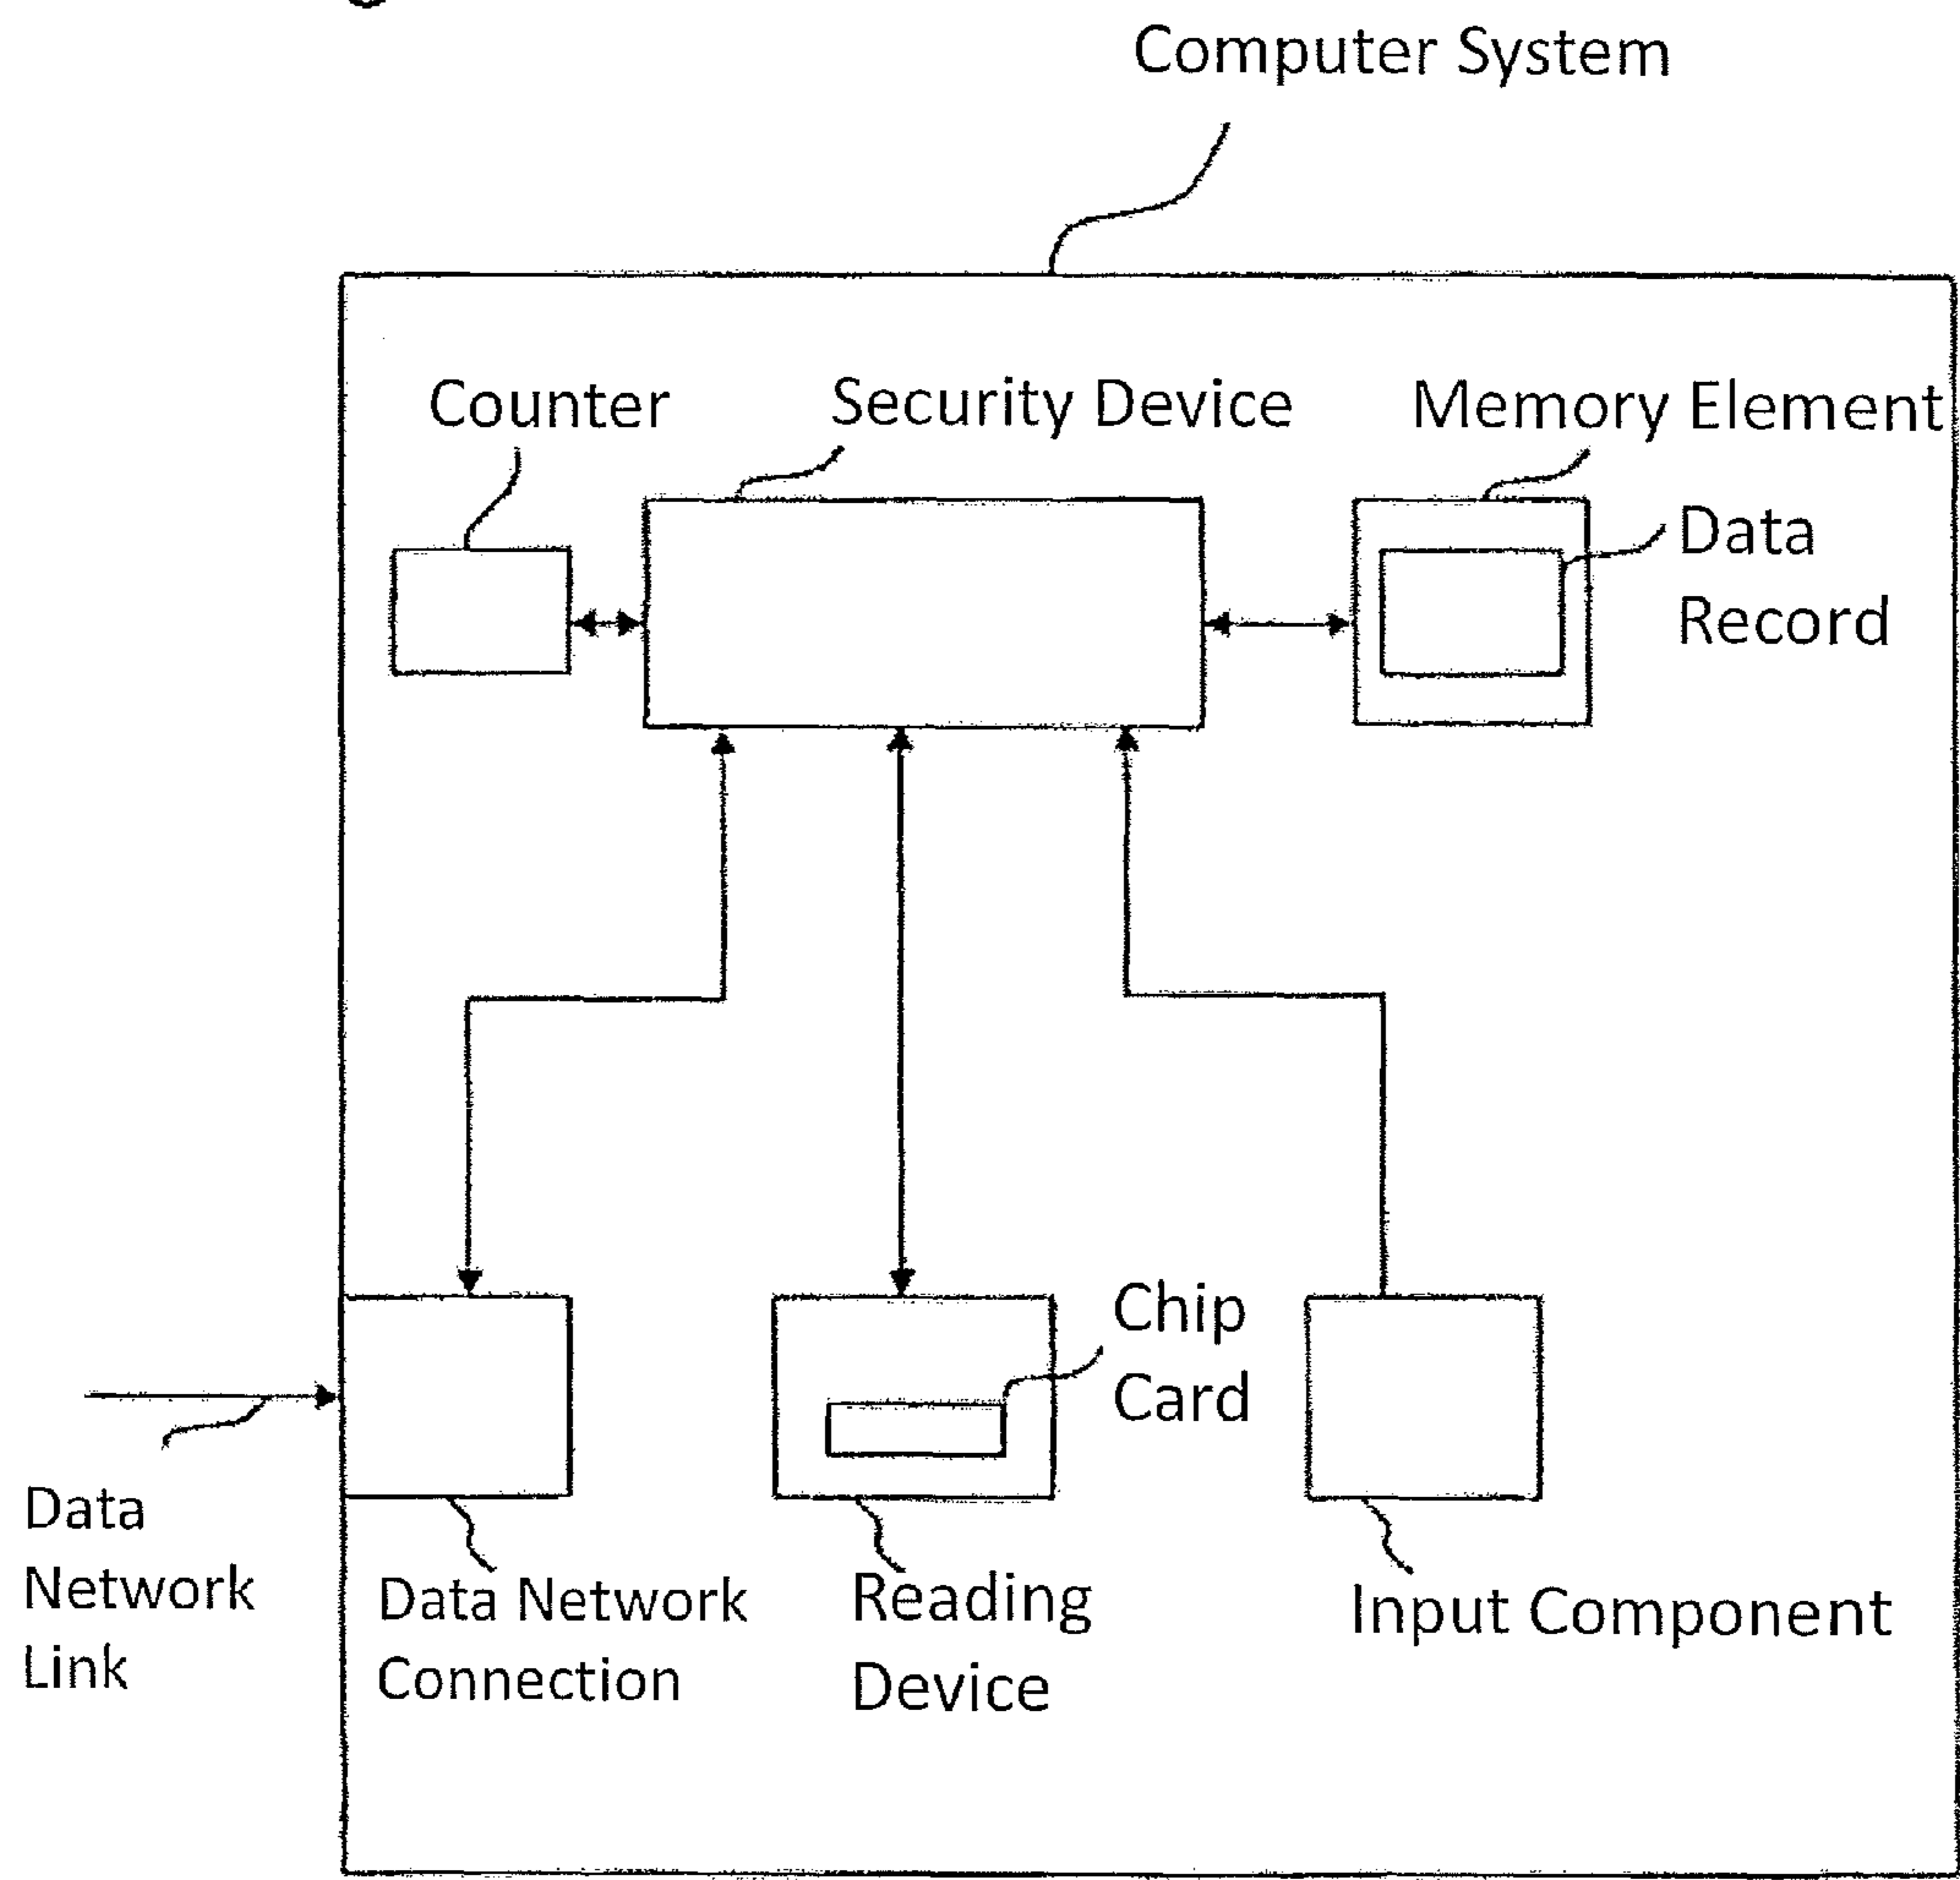 Computer System
Counter
Security Device
Memory Element
Data
Record
Chip
Card
Data
Network
Link
Data Network
Connection
Reading
Device
Input Component